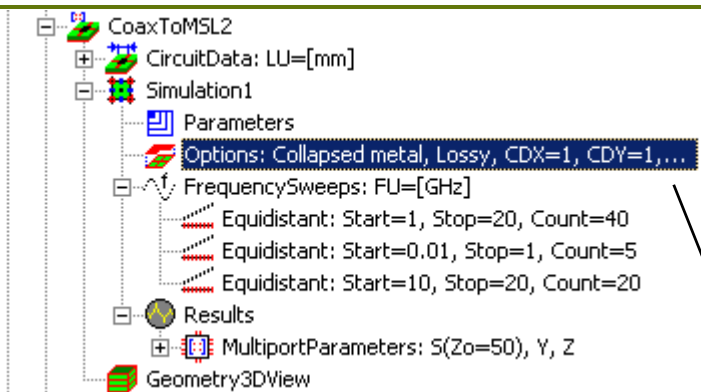 CoaxToMSL2
CircuitData: LU=[mm]
Simulation1
Parameters
Options: Collapsed metal, Lossy, CDX=1, CDY=1,...
FrequencySweeps: FU=[GHz]
Equidistant: Start=1, Stop=20, Count=40
Equidistant: Start=0.01, Stop=1, Count=5
Equidistant: Start=10, Stop=20, Count=20
Results
MultiportParameters: S(Zo=50), Y, Z
Geometry3DView